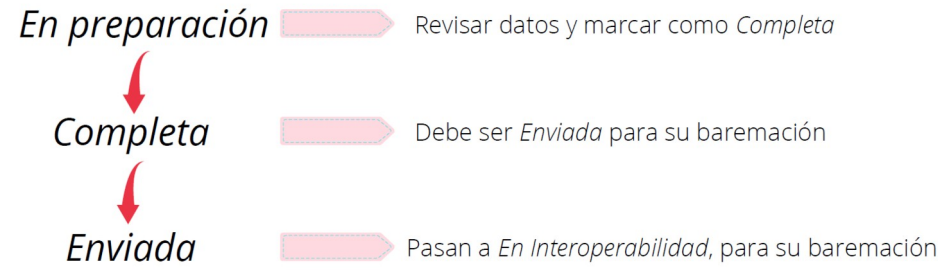 En preparación
Revisar datos y marcar como Completa
Completa
Debe ser Enviada para su baremación
Enviada
Pasan a En Interoperabilidad, para su baremación